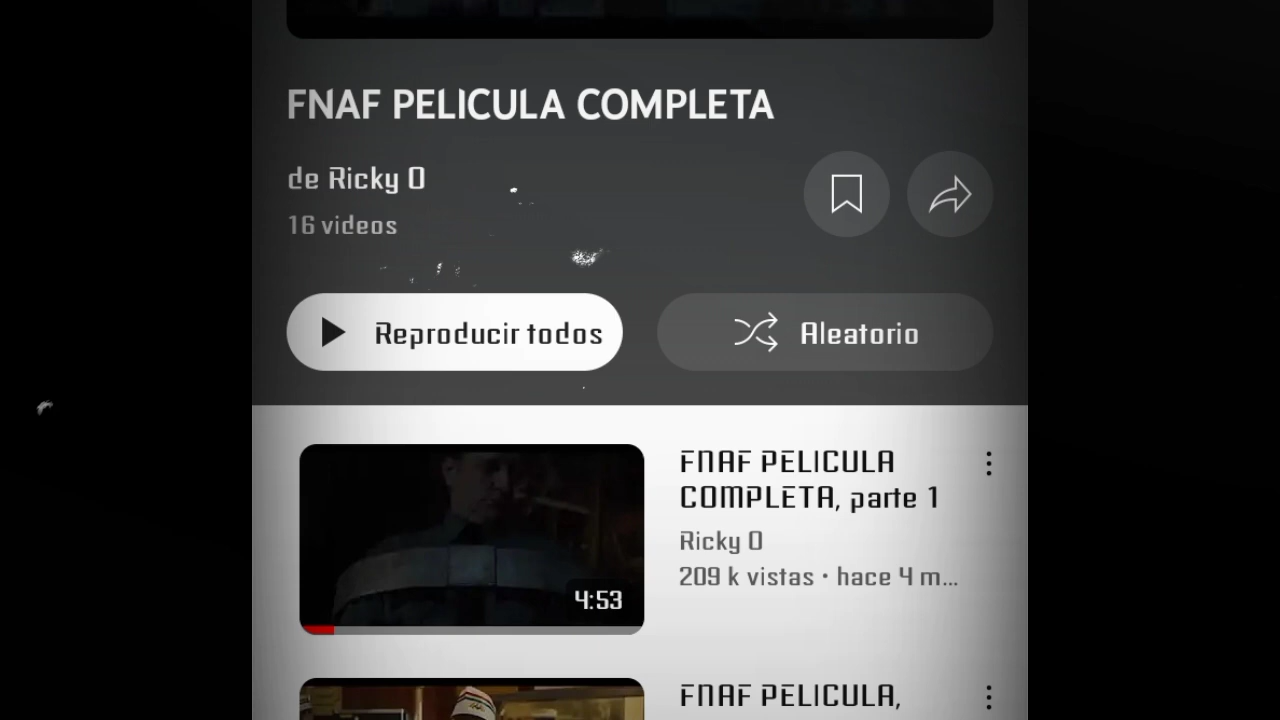 FNAF PELICULA COMPLETA
de Ricky O
16 videos
Reproducir todos
Aleatorio
FNAF PELICULA
COMPLETA, parte 1
Ricky O
209 k vistas • hace 4 m...
4:53
FNAF PELICULA,